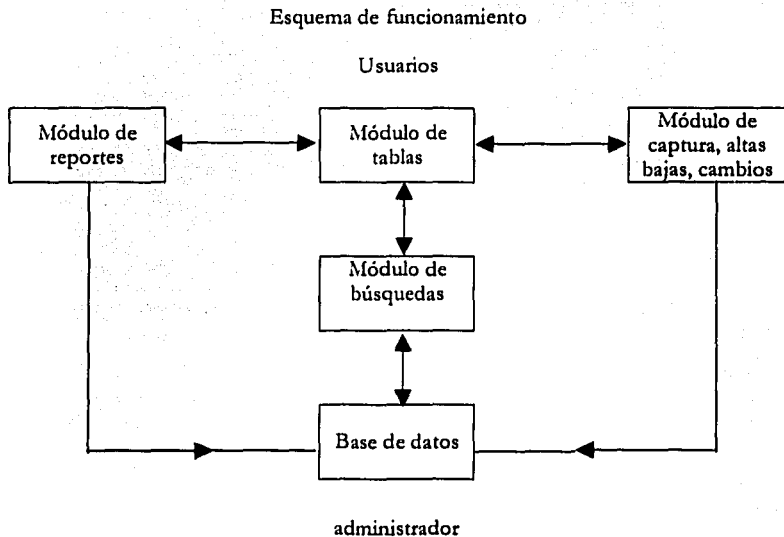 Esquema de funcionamiento
Usuarios
Módulo de
reportes
Módulo de
tablas
Módulo de
captura, altas
bajas, cambios
Módulo de
búsquedas
Base de datos
administrador